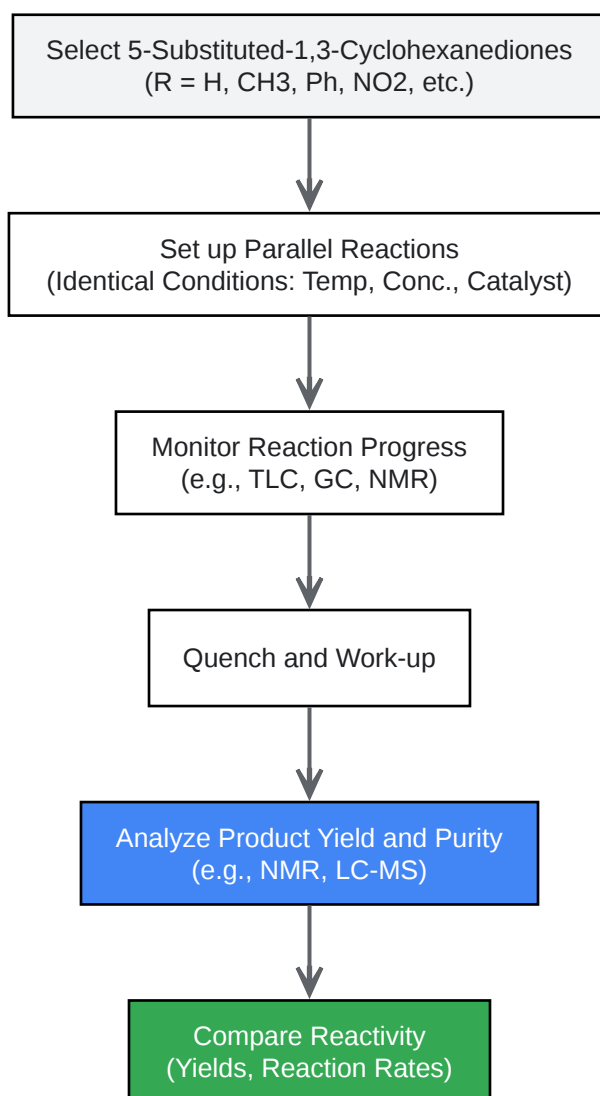 Select 5-Substituted-1,3-Cyclohexanediones
(R = H, CH3, Ph, NO2, etc.)
Set up Parallel Reactions
(Identical Conditions: Temp, Conc., Catalyst)
Monitor Reaction Progress
(e.g., TLC, GC, NMR)
Quench and Work-up
Analyze Product Yield and Purity
(e.g., NMR, LC-MS)
Compare Reactivity
(Yields, Reaction Rates)